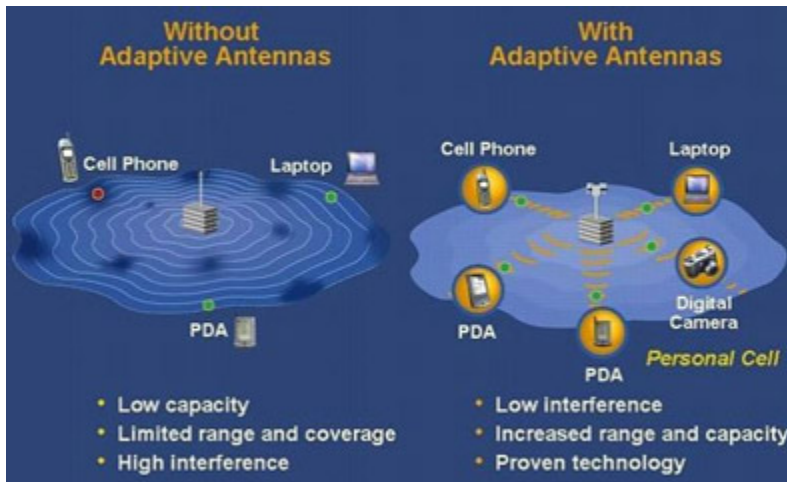 Without
Adaptive Antennas
Cell Phone
Laptop
PDA
• Low capacity
• Limited range and coverage
• High interference
With
Adaptive Antennas
Cell Phone
Laptop
PDA
Digital
Camera
PDA
Personal Cell
• Low interference
• Increased range and capacity
• Proven technology